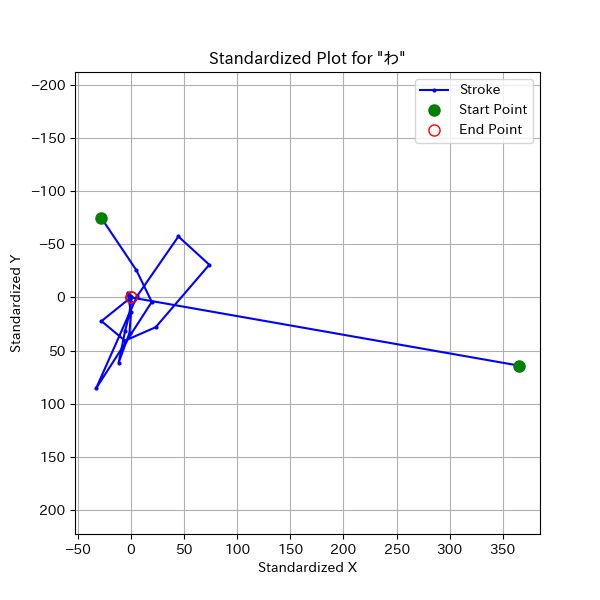 Standardized Plot for "わ"
Stroke
Start Point
End Point
−200
−150
−100
−50
0
50
100
150
200
Standardized Y
−50 0 50 100 150 200 250 300 350
Standardized X